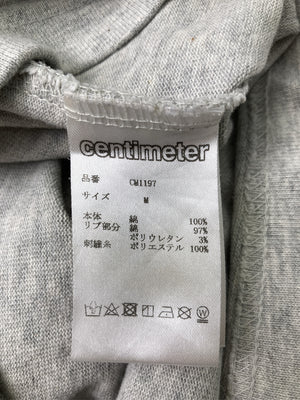 centimeter
品番 CM1197
サイズ M
本体 綿 100%
リブ部分 綿 97%
ポリウレタン 3%
刺繍糸 ポリエステル 100%